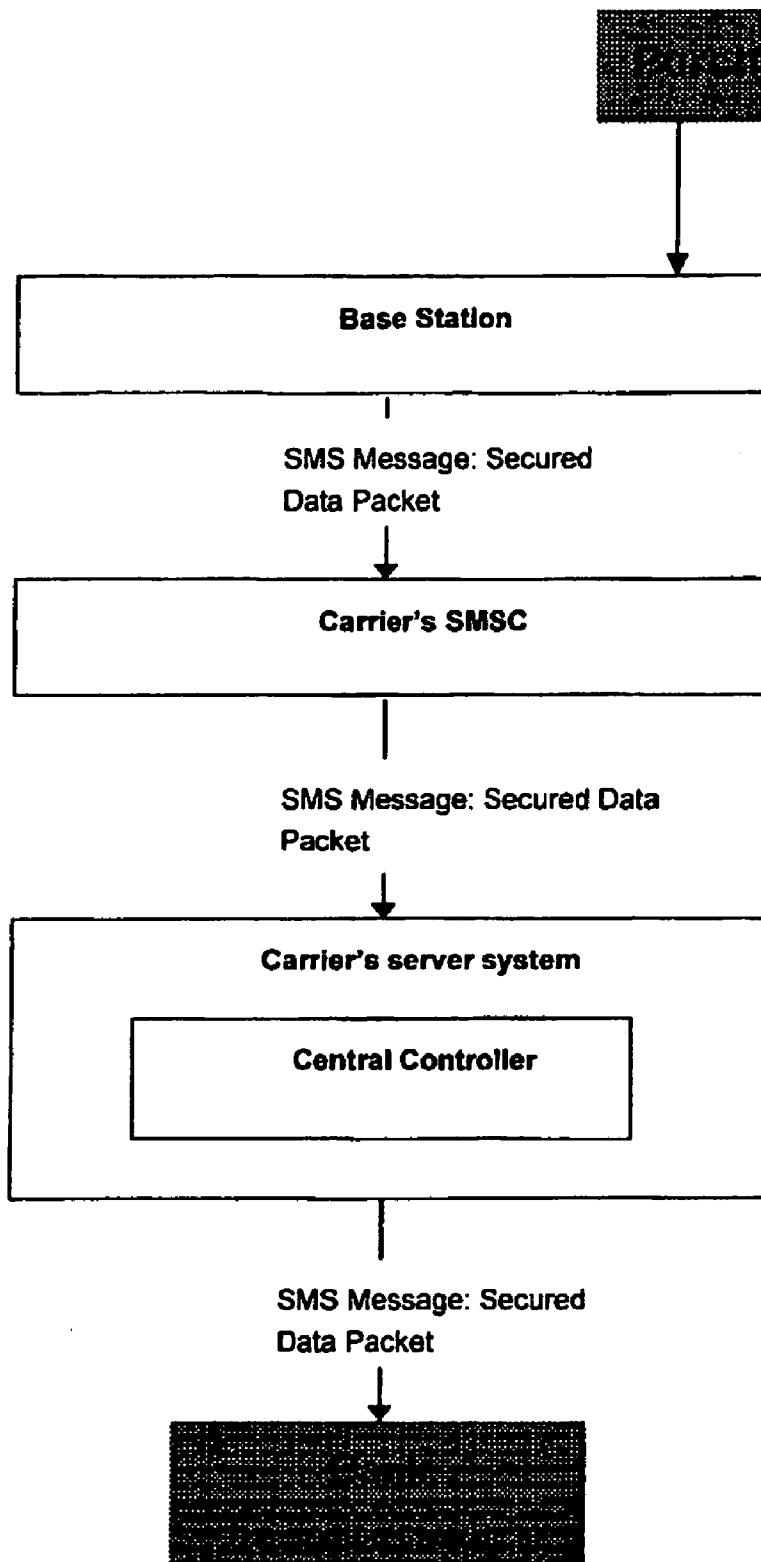 Base Station
SMS Message: Secured
Data Packet
Carrier's SMSC
SMS Message: Secured Data
Packet
Carrier's server system
Central Controller
SMS Message: Secured
Data Packet